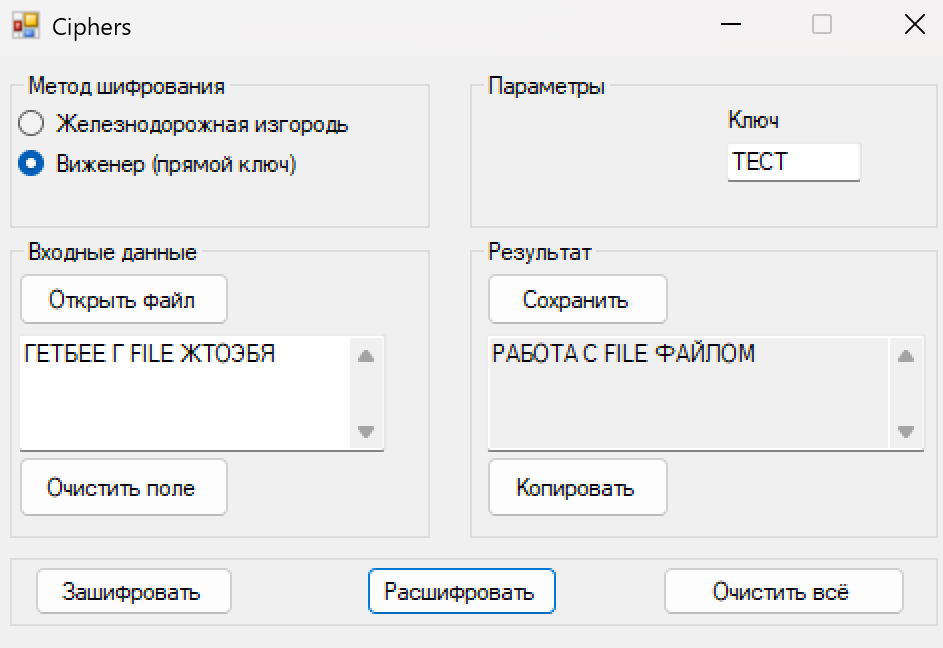 Ciphers
Метод шифрования
Железнодорожная изгородь
Виженер (прямой ключ)
Параметры
Ключ
ТЕСТ
Входные данные
Открыть файл
ГЕТБЕЕ Г FILE ЖТОЭБЯ
Очистить поле
Результат
Сохранить
РАБОТА С FILE ФАЙЛОМ
Копировать
Зашифровать
Расшифровать
Очистить всё